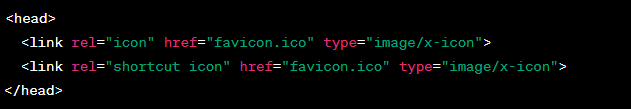 <head>
  <link rel="icon" href="favicon.ico" type="image/x-icon">
  <link rel="shortcut icon" href="favicon.ico" type="image/x-icon">
</head>